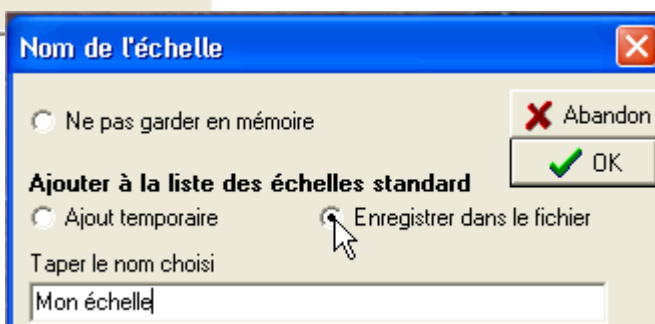 Nom de l'échelle
Ne pas garder en mémoire
Abandon
OK
Ajouter à la liste des échelles standard
Ajout temporaire
Enregistrer dans le fichier
Taper le nom choisi
Mon échelle